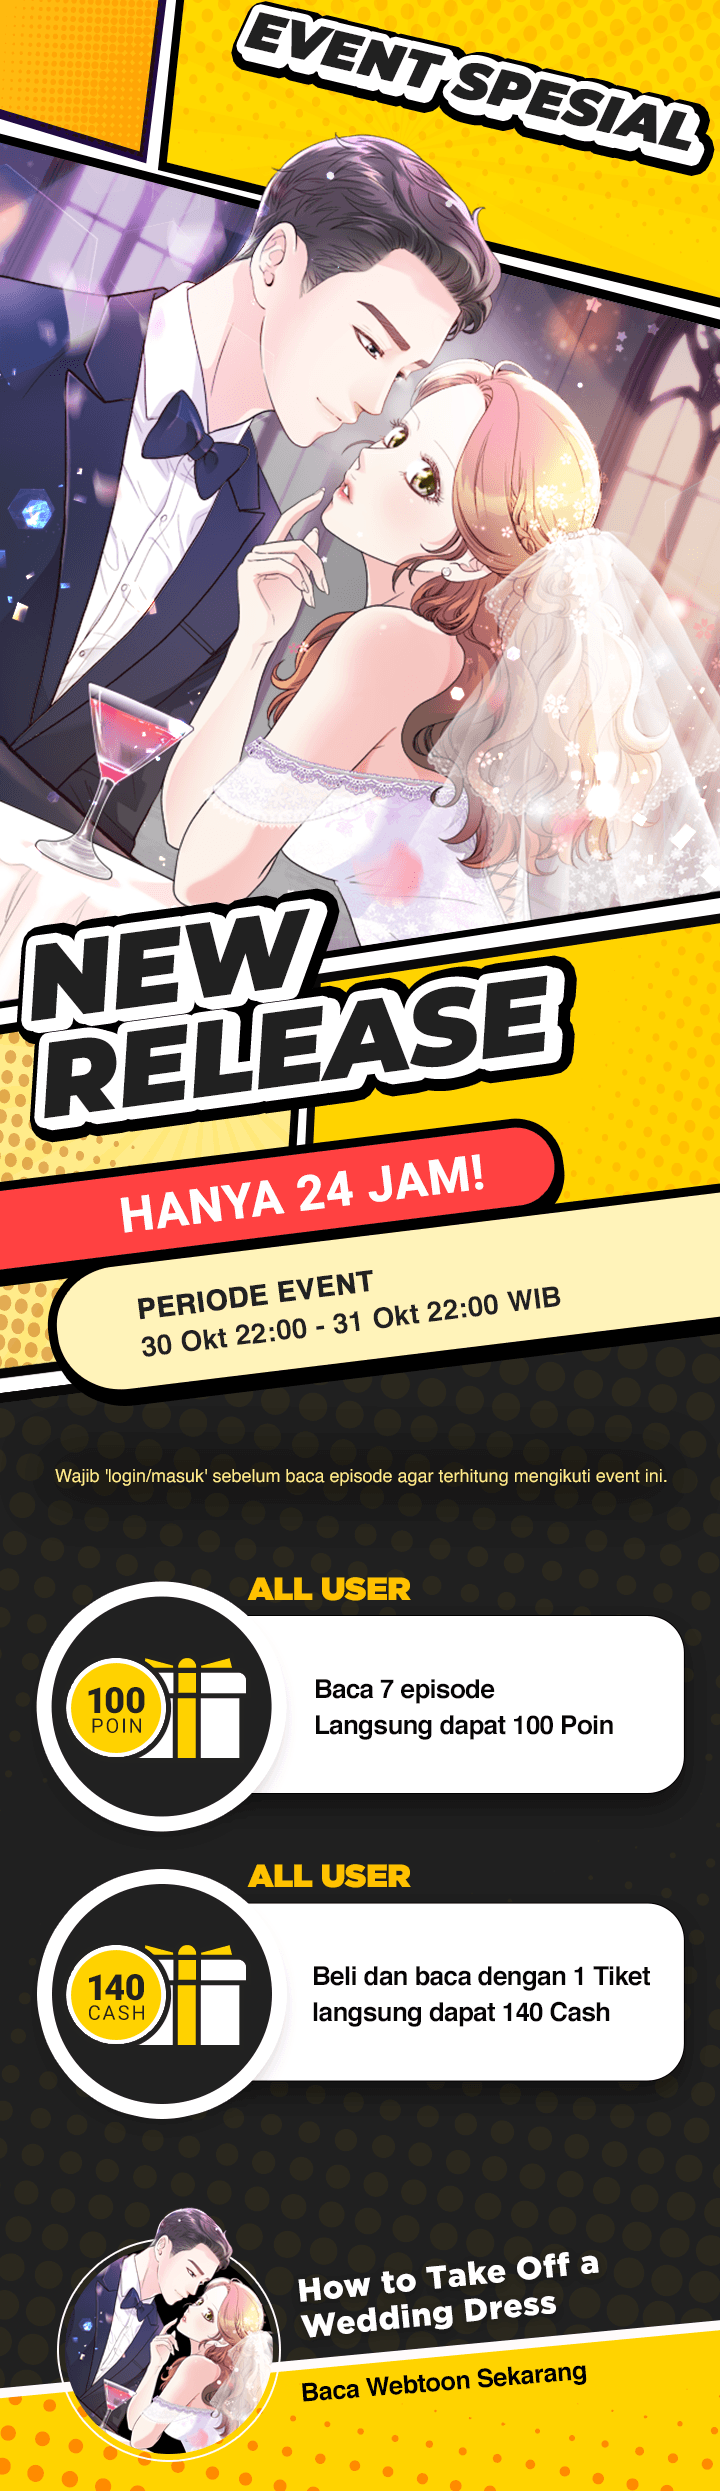 EVENT SPESIAL
NEW
RELEASE
HANYA 24 JAM!
PERIODE EVENT
30 Okt 22:00 - 31 Okt 22:00 WIB
Wajib 'login/masuk' sebelum baca episode agar terhitung mengikuti event ini.
ALL USER
100
POIN
Baca 7 episode
Langsung dapat 100 Poin
ALL USER
140
CASH
Beli dan baca dengan 1 Tiket
langsung dapat 140 Cash
How to Take Off a
Wedding Dress
Baca Webtoon Sekarang